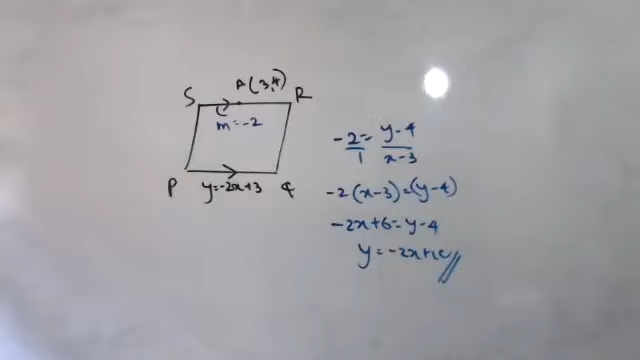 A(3,4)
S R
m=-2
P y=-2x+3 Q
-2/1 = y-4/x-3
-2(x-3)=(y-4)
-2x+6=y-4
y=-2x+10